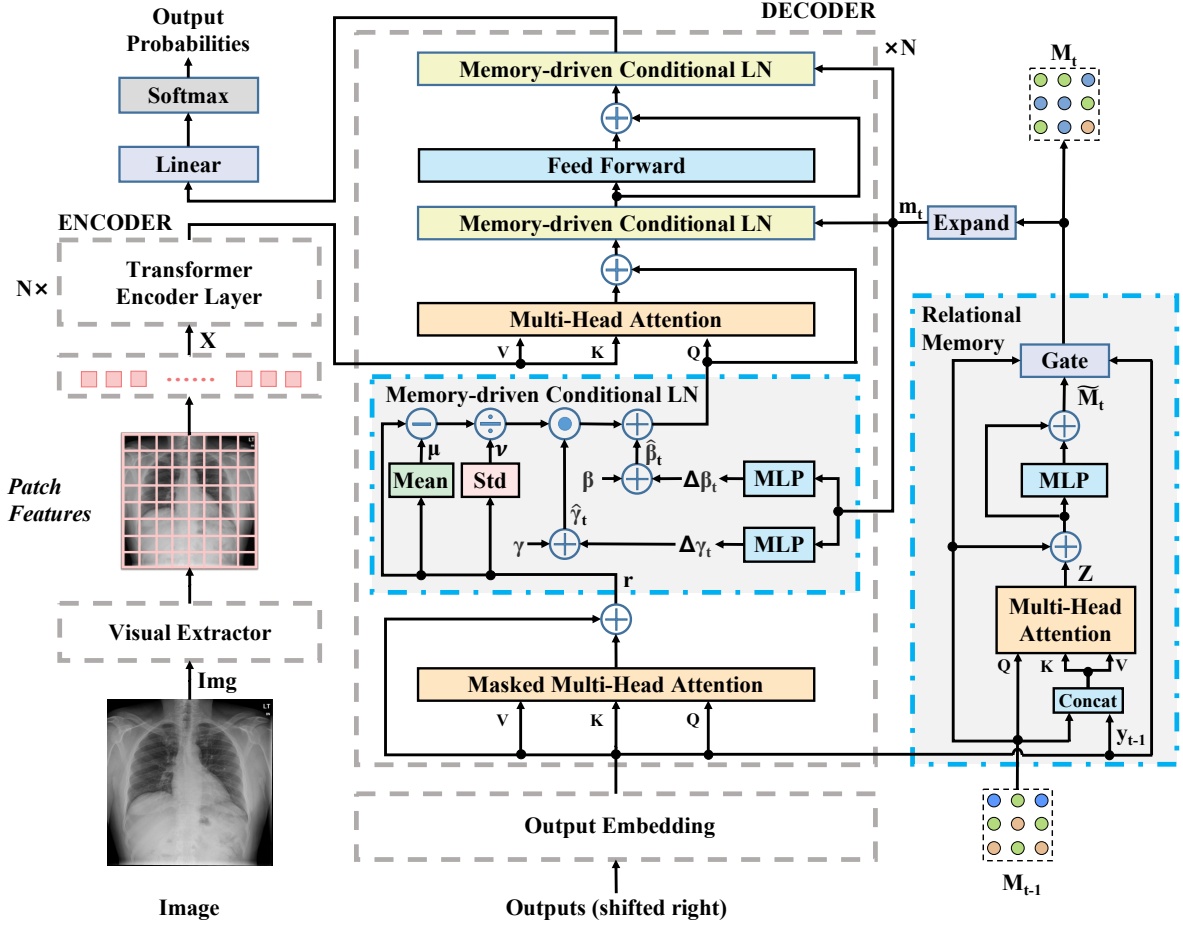 DECODER
Output
Probabilities
Softmax
Linear
ENCODER
N×
Transformer
Encoder Layer
X
Patch
Features
LT
Visual Extractor
Img
LT
Image
×N
Memory-driven Conditional LN
Feed Forward
Memory-driven Conditional LN
Multi-Head Attention
V K Q
Memory-driven Conditional LN
μ ν
Mean Std
β β̂t Δβt MLP
γ γ̂t Δγt MLP
r
Masked Multi-Head Attention
V K Q
Output Embedding
Outputs (shifted right)
Mt
mt Expand
Relational
Memory
Gate
M̃t
MLP
Z
Multi-Head
Attention
Q K V
Concat
yt-1
Mt-1